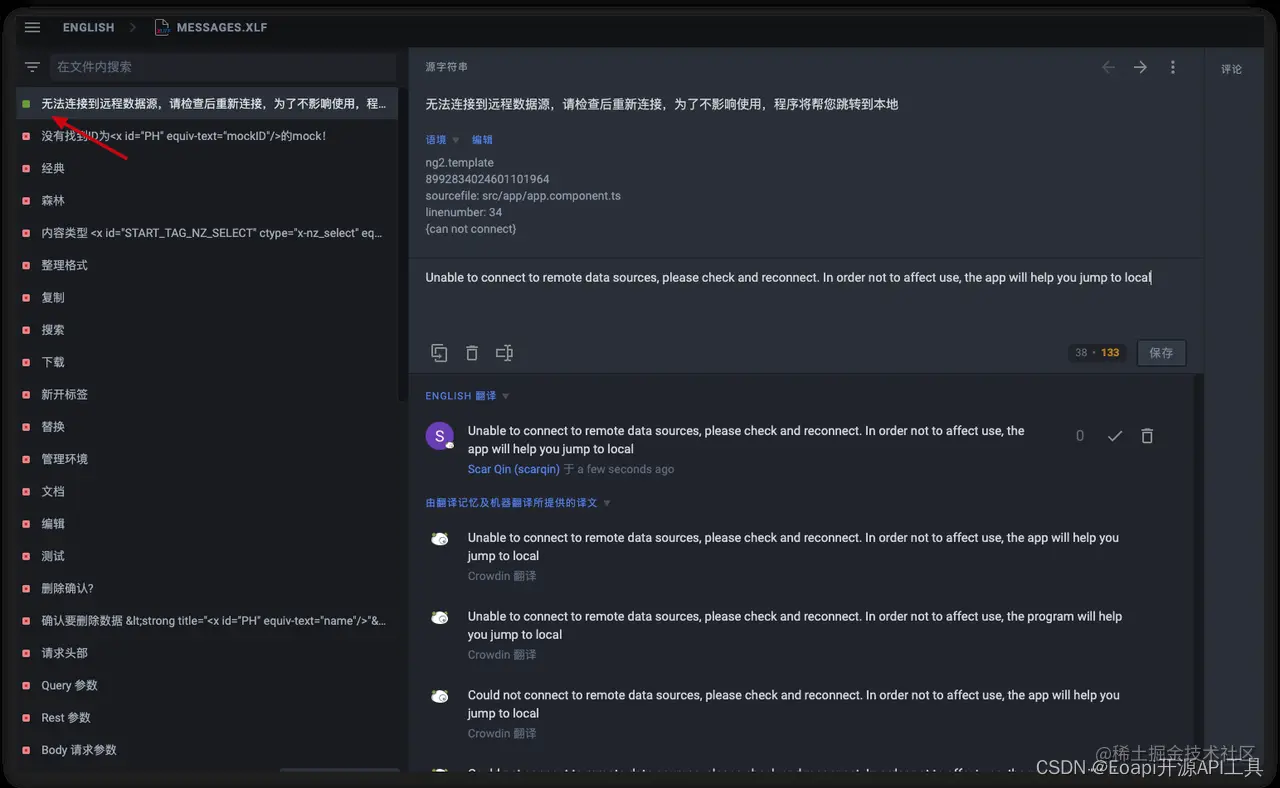 ENGLISH
MESSAGES.XLF
在文件内搜索
无法连接到远程数据源，请检查后重新连接，为了不影响使用，程...
没有找到ID为<x id="PH" equiv-text="mockID"/>的mock！
经典
森林
内容类型 <x id="START_TAG_NZ_SELECT" ctype="x-nz_select" eq...
整理格式
复制
搜索
下载
新开标签
替换
管理环境
文档
编辑
测试
删除确认?
确认要删除数据 &lt;strong title="<x id="PH" equiv-text="name"/>"&...
请求头部
Query 参数
Rest 参数
Body 请求参数
源字符串
无法连接到远程数据源，请检查后重新连接，为了不影响使用，程序将帮您跳转到本地
语境 编辑
ng2.template
8992834024601101964
sourcefile: src/app/app.component.ts
linenumber: 34
{can not connect}
Unable to connect to remote data sources, please check and reconnect. In order not to affect use, the app will help you jump to local
38 • 133
保存
ENGLISH 翻译
S
Unable to connect to remote data sources, please check and reconnect. In order not to affect use, the
app will help you jump to local
0
Scar Qin (scarqin) 于 a few seconds ago
由翻译记忆及机器翻译所提供的译文
Unable to connect to remote data sources, please check and reconnect. In order not to affect use, the app will help you
jump to local
Crowdin 翻译
Unable to connect to remote data sources, please check and reconnect. In order not to affect use, the program will help
you jump to local
Crowdin 翻译
Could not connect to remote data sources, please check and reconnect. In order not to affect use, the app will help you
jump to local
Crowdin 翻译
评论
@稀土掘金技术社区
CSDN @Eoapi开源API工具